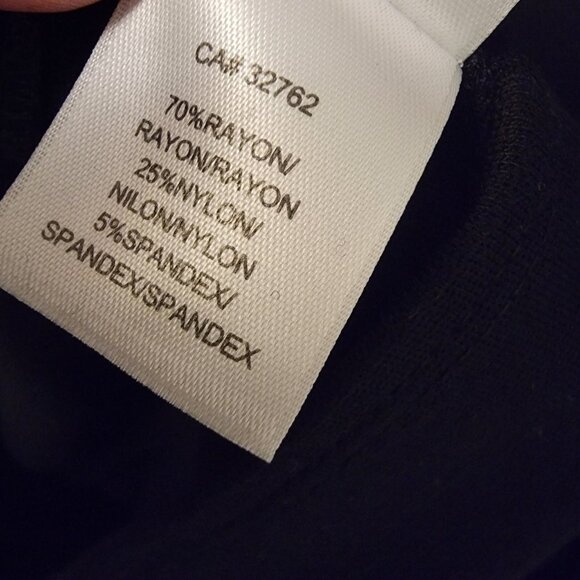 CA# 32762
70%RAYON/
RAYON/RAYON
25%NYLON/
NILON/NYLON
5%SPANDEX/
SPANDEX/SPANDEX